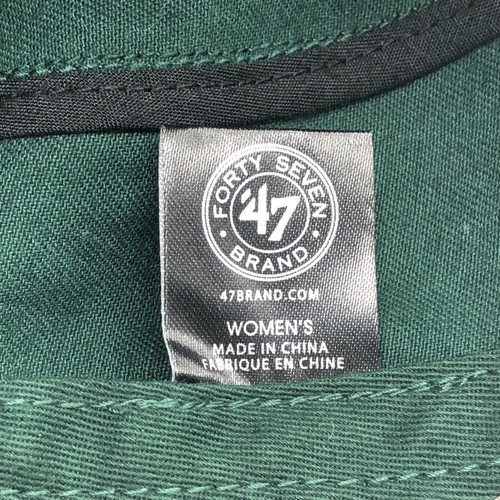 FORTY SEVEN
'47
BRAND
47BRAND.COM
WOMEN'S
MADE IN CHINA
FABRIQUE EN CHINE